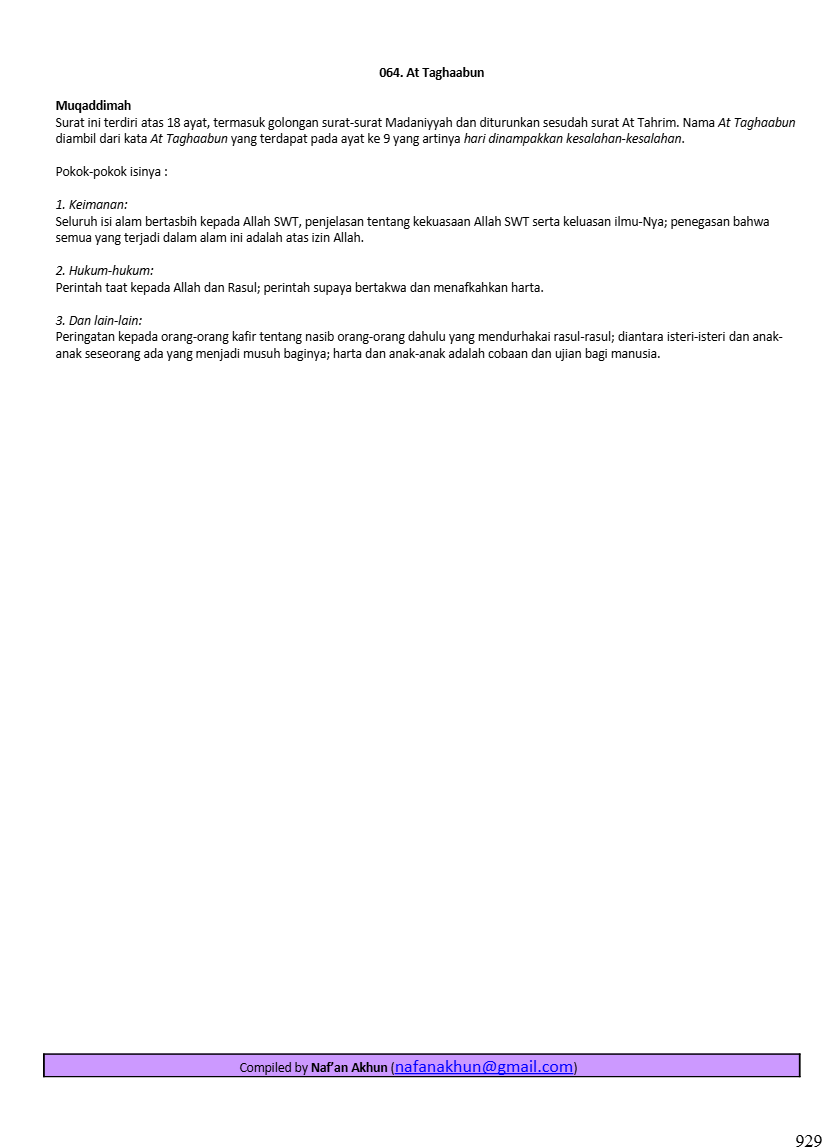 064. At Taghaabun
Muqaddimah
Surat ini terdiri atas 18 ayat, termasuk golongan surat-surat Madaniyyah dan diturunkan sesudah surat At Tahrim. Nama At Taghaabun
diambil dari kata At Taghaabun yang terdapat pada ayat ke 9 yang artinya hari dinampakkan kesalahan-kesalahan.
Pokok-pokok isinya :
1. Keimanan:
Seluruh isi alam bertasbih kepada Allah SWT, penjelasan tentang kekuasaan Allah SWT serta keluasan ilmu-Nya; penegasan bahwa
semua yang terjadi dalam alam ini adalah atas izin Allah.
2. Hukum-hukum:
Perintah taat kepada Allah dan Rasul; perintah supaya bertakwa dan menafkahkan harta.
3. Dan lain-lain:
Peringatan kepada orang-orang kafir tentang nasib orang-orang dahulu yang mendurhakai rasul-rasul; diantara isteri-isteri dan anak-
anak seseorang ada yang menjadi musuh baginya; harta dan anak-anak adalah cobaan dan ujian bagi manusia.
Compiled by Naf’an Akhun (nafanakhun@gmail.com)
929